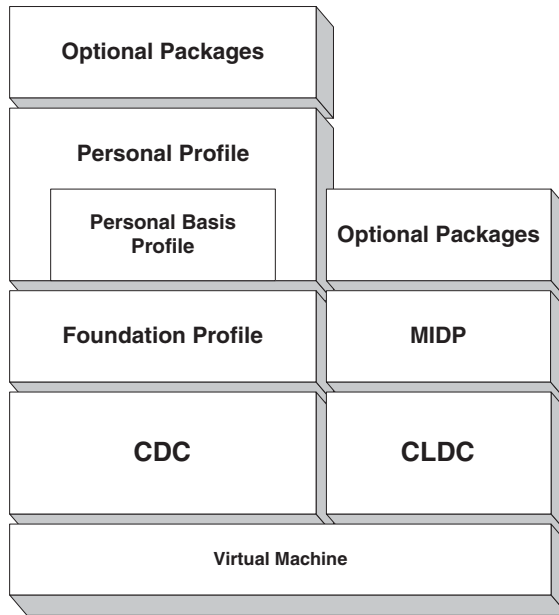 Optional Packages
Personal Profile
Personal Basis
Profile
Optional Packages
Foundation Profile
MIDP
CDC
CLDC
Virtual Machine